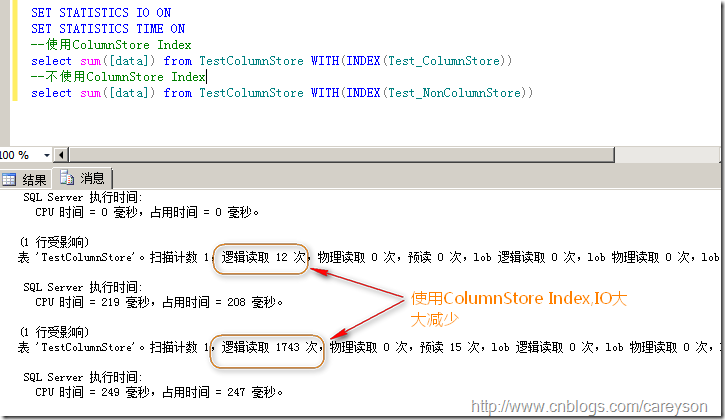 SET STATISTICS IO ON
SET STATISTICS TIME ON
--使用ColumnStore Index
select sum([data]) from TestColumnStore WITH(INDEX(Test_ColumnStore))
--不使用ColumnStore Index
select sum([data]) from TestColumnStore WITH(INDEX(Test_NonColumnStore))
100 %
结果 消息
SQL Server 执行时间:
CPU 时间 = 0 毫秒，占用时间 = 0 毫秒。
(1 行受影响)
表 'TestColumnStore'。扫描计数 1，逻辑读取 12 次，物理读取 0 次，预读 0 次，lob 逻辑读取 0 次，lob 物理读取 0 次，lo
SQL Server 执行时间:
CPU 时间 = 219 毫秒，占用时间 = 208 毫秒。
使用ColumnStore Index,IO大
大减少
(1 行受影响)
表 'TestColumnStore'。扫描计数 1，逻辑读取 1743 次，物理读取 0 次，预读 15 次，lob 逻辑读取 0 次，lob 物理读取 0 次，
SQL Server 执行时间:
CPU 时间 = 249 毫秒，占用时间 = 247 毫秒。
http://www.cnblogs.com/careyson